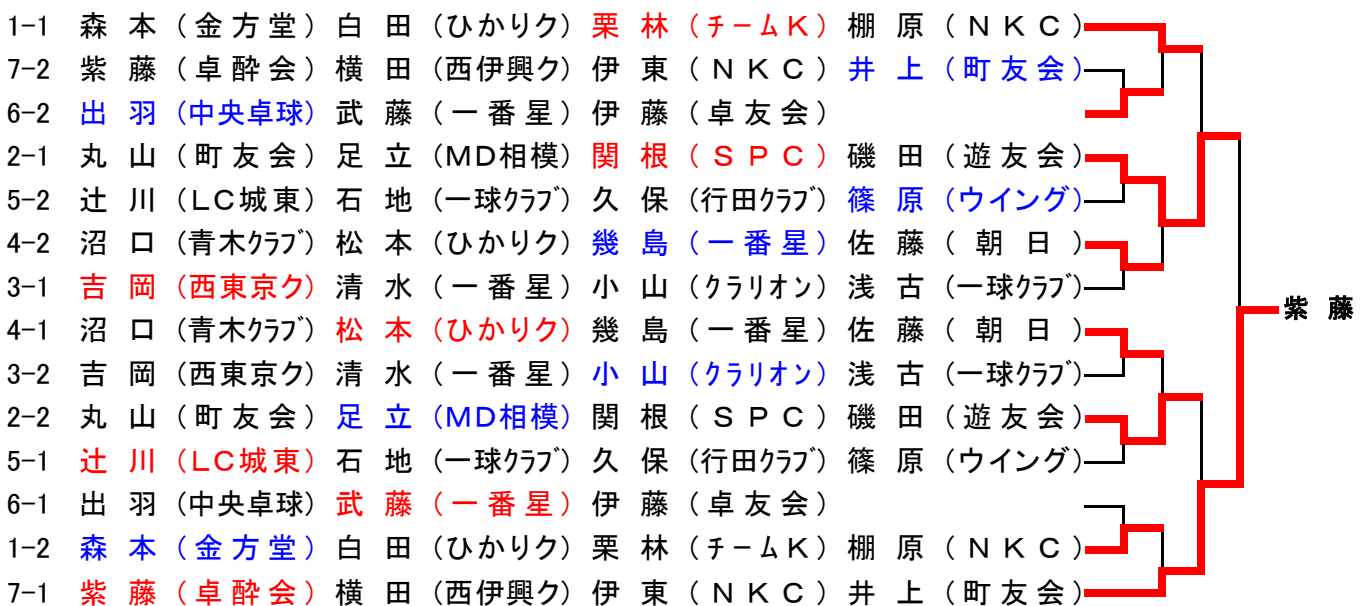 1-1 森 本 (金方堂) 白 田 (ひかりク) 栗 林 (チームK) 棚 原 (NKC)
7-2 紫 藤 (卓酔会) 横 田 (西伊興ク) 伊 東 (NKC) 井 上 (町友会)
6-2 出 羽 (中央卓球) 武 藤 (一番星) 伊 藤 (卓友会)
2-1 丸 山 (町友会) 足 立 (MD相模) 関 根 (SPC) 磯 田 (遊友会)
5-2 辻 川 (LC城東) 石 地 (一球クラブ) 久 保 (行田クラブ) 篠 原 (ウイング)
4-2 沼 口 (青木クラブ) 松 本 (ひかりク) 幾 島 (一番星) 佐 藤 (朝 日)
3-1 吉 岡 (西東京ク) 清 水 (一番星) 小 山 (クラリオン) 浅 古 (一球クラブ)
紫 藤
4-1 沼 口 (青木クラブ) 松 本 (ひかりク) 幾 島 (一番星) 佐 藤 (朝 日)
3-2 吉 岡 (西東京ク) 清 水 (一番星) 小 山 (クラリオン) 浅 古 (一球クラブ)
2-2 丸 山 (町友会) 足 立 (MD相模) 関 根 (SPC) 磯 田 (遊友会)
5-1 辻 川 (LC城東) 石 地 (一球クラブ) 久 保 (行田クラブ) 篠 原 (ウイング)
6-1 出 羽 (中央卓球) 武 藤 (一番星) 伊 藤 (卓友会)
1-2 森 本 (金方堂) 白 田 (ひかりク) 栗 林 (チームK) 棚 原 (NKC)
7-1 紫 藤 (卓酔会) 横 田 (西伊興ク) 伊 東 (NKC) 井 上 (町友会)